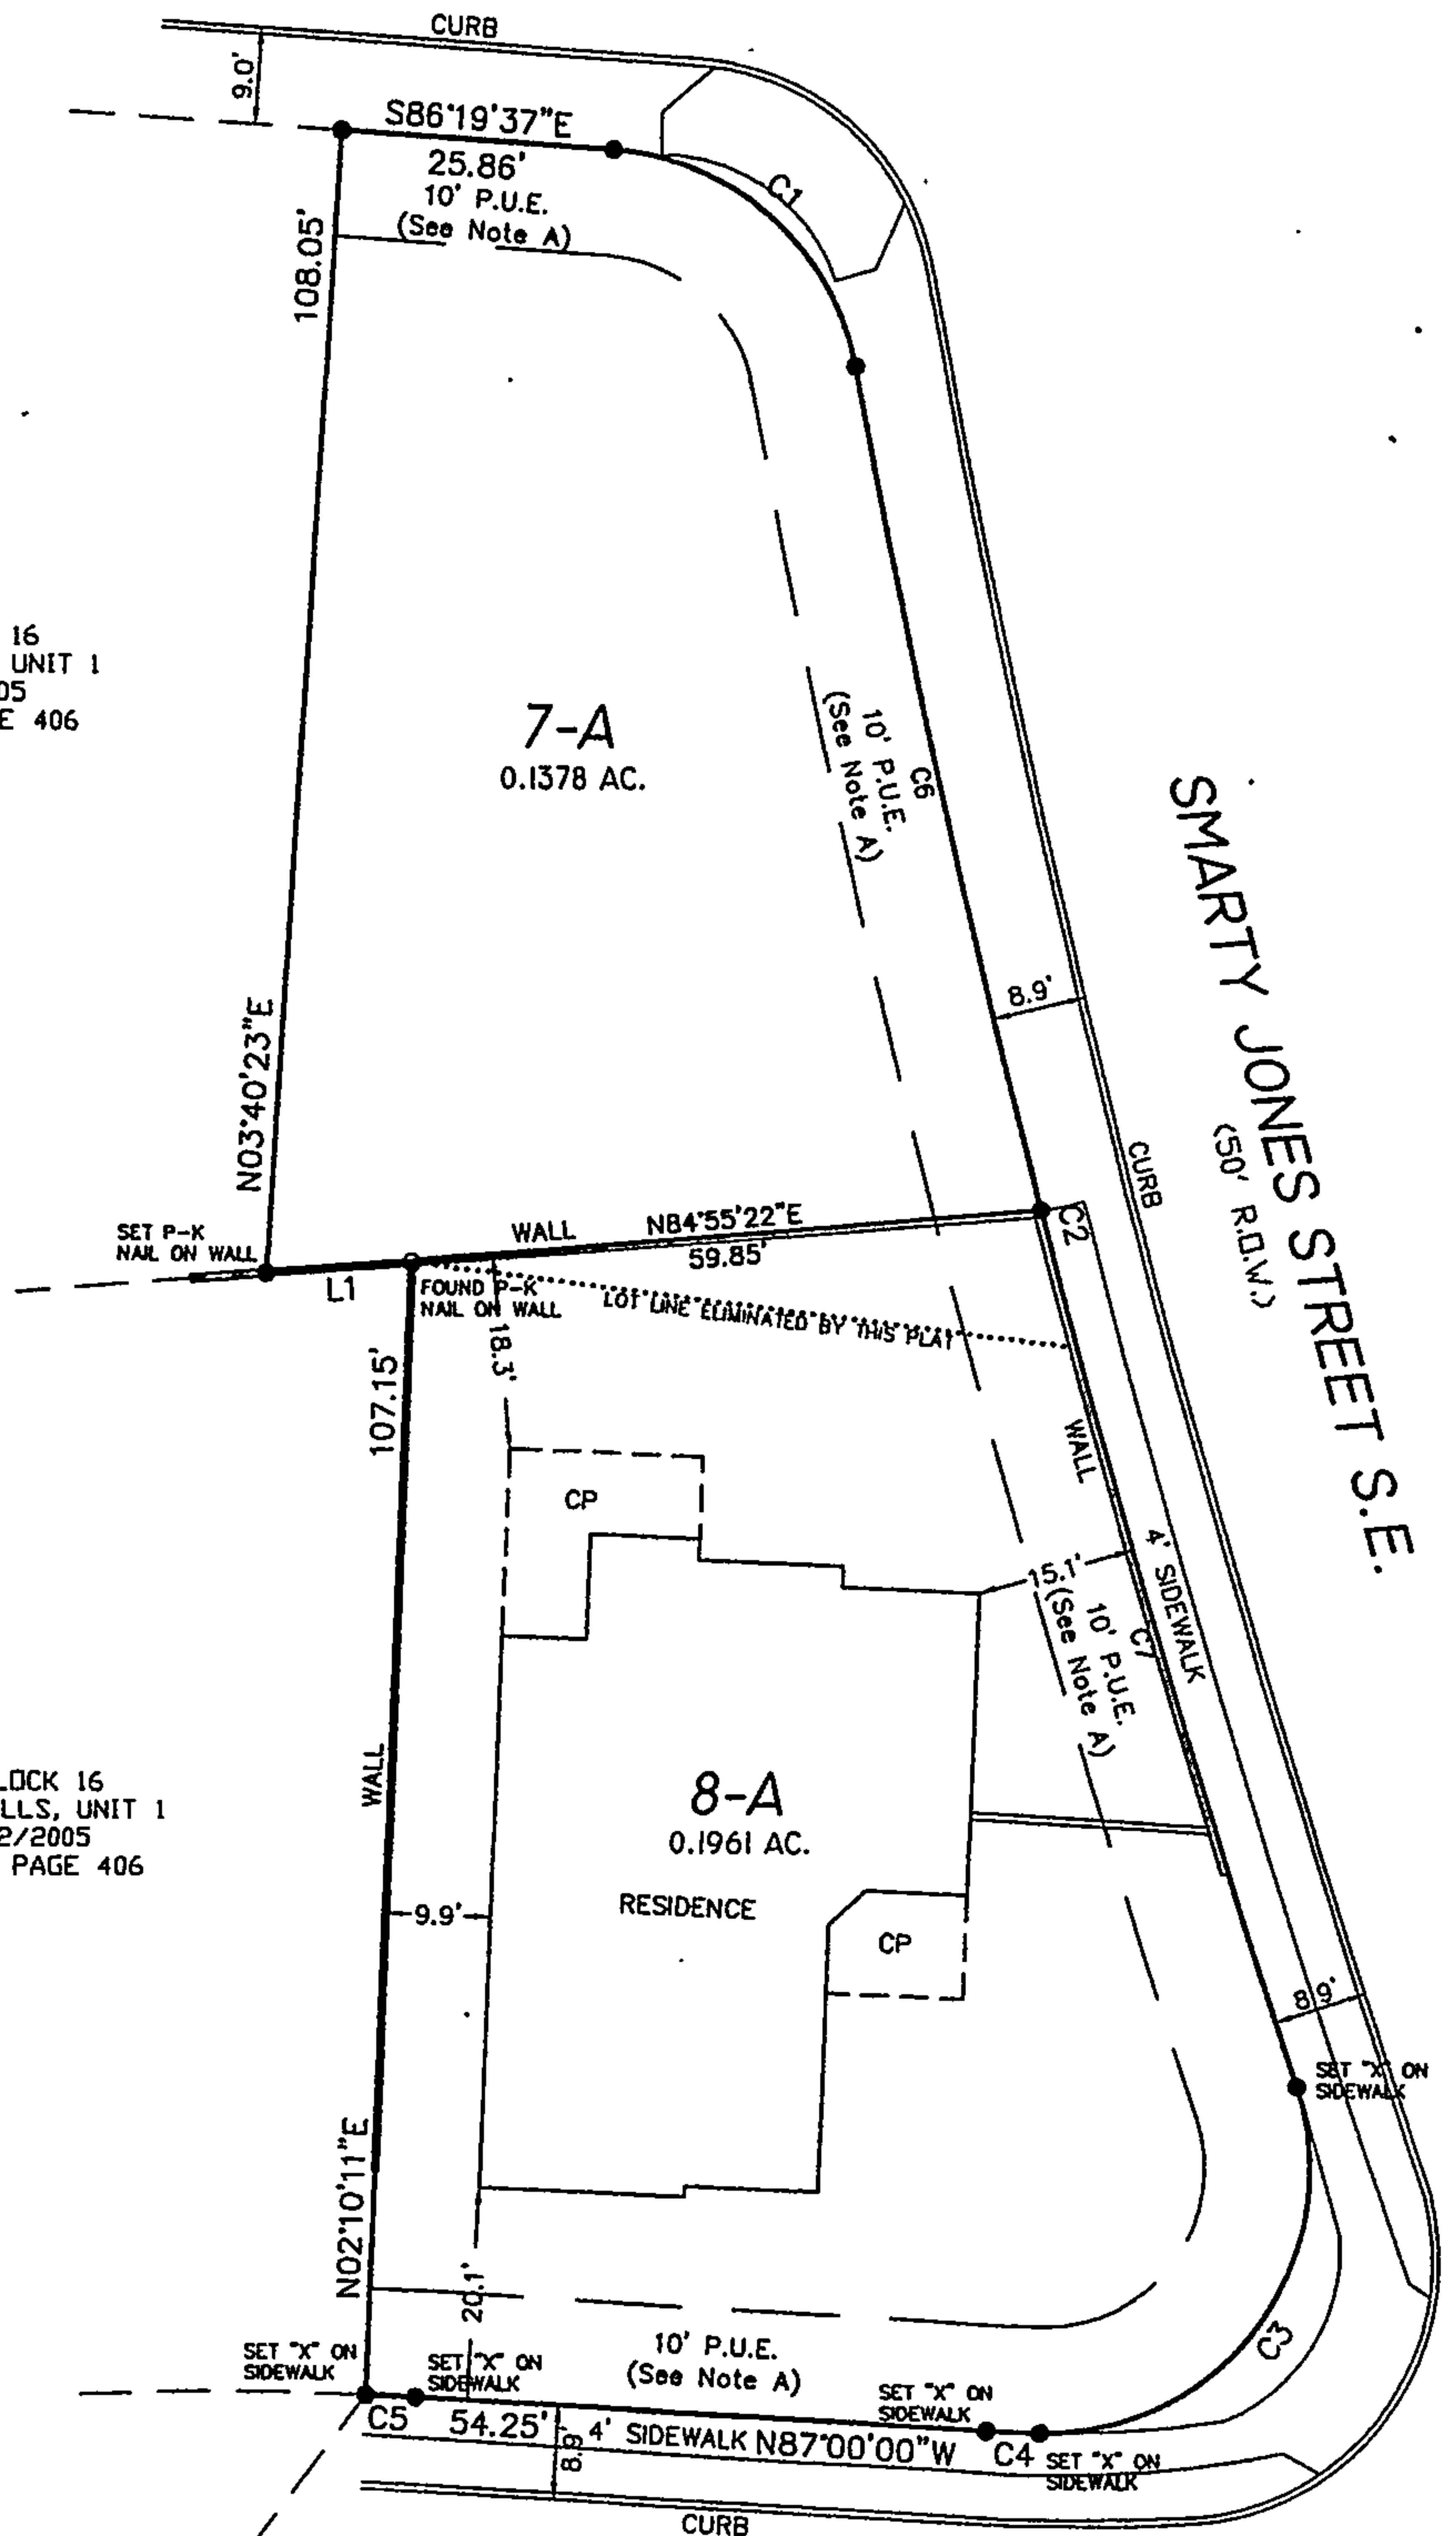 CURB
9.0'
S86°19'37"E
25.86'
10' P.U.E.
(See Note A)
C1
108.05'
16
UNIT 1
05
E 406
7-A
0.1378 AC.
10' P.U.E.
(See Note A)
C6
SMARTY JONES STREET S.E.
(50' R.O.W.)
8.9'
N03°40'23"E
CURB
SET P-K
NAIL ON WALL
WALL
N84°55'22"E
59.85'
C2
L1
FOUND P-K
NAIL ON WALL
LOT LINE ELIMINATED BY THIS PLAT
18.3'
107.15'
WALL
CP
4' SIDEWALK
15.1'
10' P.U.E.
(See Note A)
C7
WALL
LOCK 16
LLS, UNIT 1
2/2005
PAGE 406
8-A
0.1961 AC.
RESIDENCE
9.9'
CP
8.9'
SET "X" ON
SIDEWALK
N02°10'11"E
20.1'
10' P.U.E.
(See Note A)
C3
SET "X" ON
SIDEWALK
SET "X" ON
SIDEWALK
SET "X" ON
SIDEWALK
C5
54.25'
8.9'
4' SIDEWALK
N87°00'00"W
C4
SET "X" ON
SIDEWALK
CURB